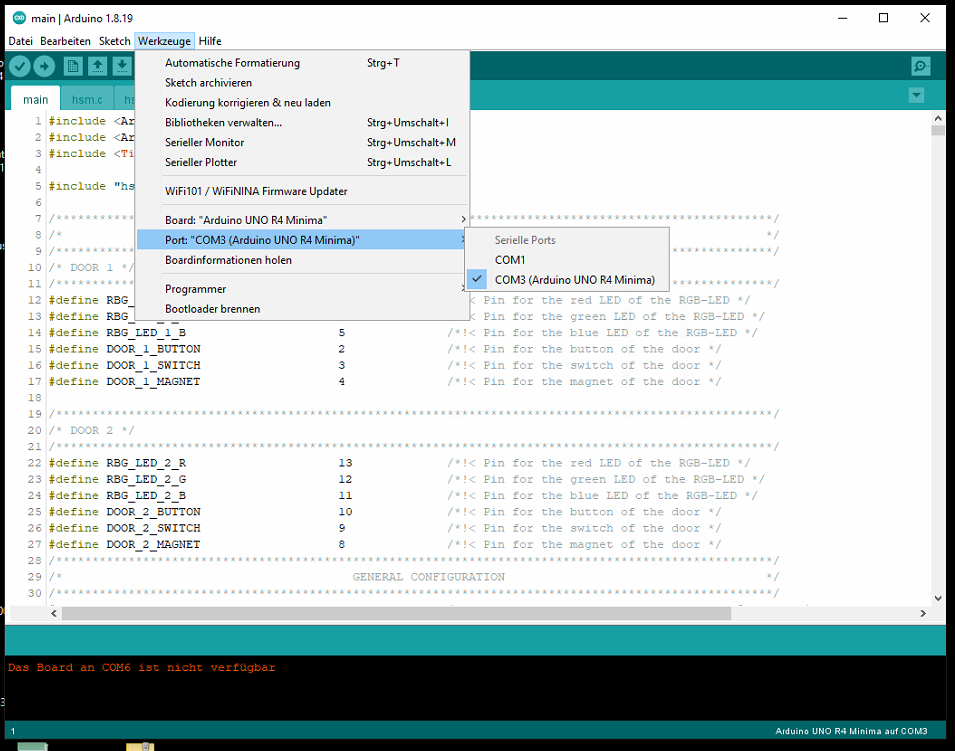 main | Arduino 1.8.19
Datei Bearbeiten Sketch Werkzeuge Hilfe
Automatische Formatierung Strg+T
Sketch archivieren
Kodierung korrigieren & neu laden
Bibliotheken verwalten... Strg+Umschalt+I
Serieller Monitor Strg+Umschalt+M
Serieller Plotter Strg+Umschalt+L
WiFi101 / WiFiNINA Firmware Updater
Board: "Arduino UNO R4 Minima"
Port: "COM3 (Arduino UNO R4 Minima)"
Boardinformationen holen
Programmer
Bootloader brennen
Serielle Ports
COM1
COM3 (Arduino UNO R4 Minima)
main hsm.c hs
1 #include <Ar
2 #include <Ar
3 #include <Ti
4
5 #include "hs
6
7 /**********************************************/
8 /* */
9 /**********************************************/
10 /* DOOR 1 */
11 /**********************************************/
12 #define RBG_ < Pin for the red LED of the RGB-LED */
13 #define RBG_ < Pin for the green LED of the RGB-LED */
14 #define RBG_LED_1_B 5 /*!< Pin for the blue LED of the RGB-LED */
15 #define DOOR_1_BUTTON 2 /*!< Pin for the button of the door */
16 #define DOOR_1_SWITCH 3 /*!< Pin for the switch of the door */
17 #define DOOR_1_MAGNET 4 /*!< Pin for the magnet of the door */
18
19 /**********************************************/
20 /* DOOR 2 */
21 /**********************************************/
22 #define RBG_LED_2_R 13 /*!< Pin for the red LED of the RGB-LED */
23 #define RBG_LED_2_G 12 /*!< Pin for the green LED of the RGB-LED */
24 #define RBG_LED_2_B 11 /*!< Pin for the blue LED of the RGB-LED */
25 #define DOOR_2_BUTTON 10 /*!< Pin for the button of the door */
26 #define DOOR_2_SWITCH 9 /*!< Pin for the switch of the door */
27 #define DOOR_2_MAGNET 8 /*!< Pin for the magnet of the door */
28 /**********************************************/
29 /* GENERAL CONFIGURATION */
30 /**********************************************/
Das Board an COM6 ist nicht verfügbar
1 Arduino UNO R4 Minima auf COM3